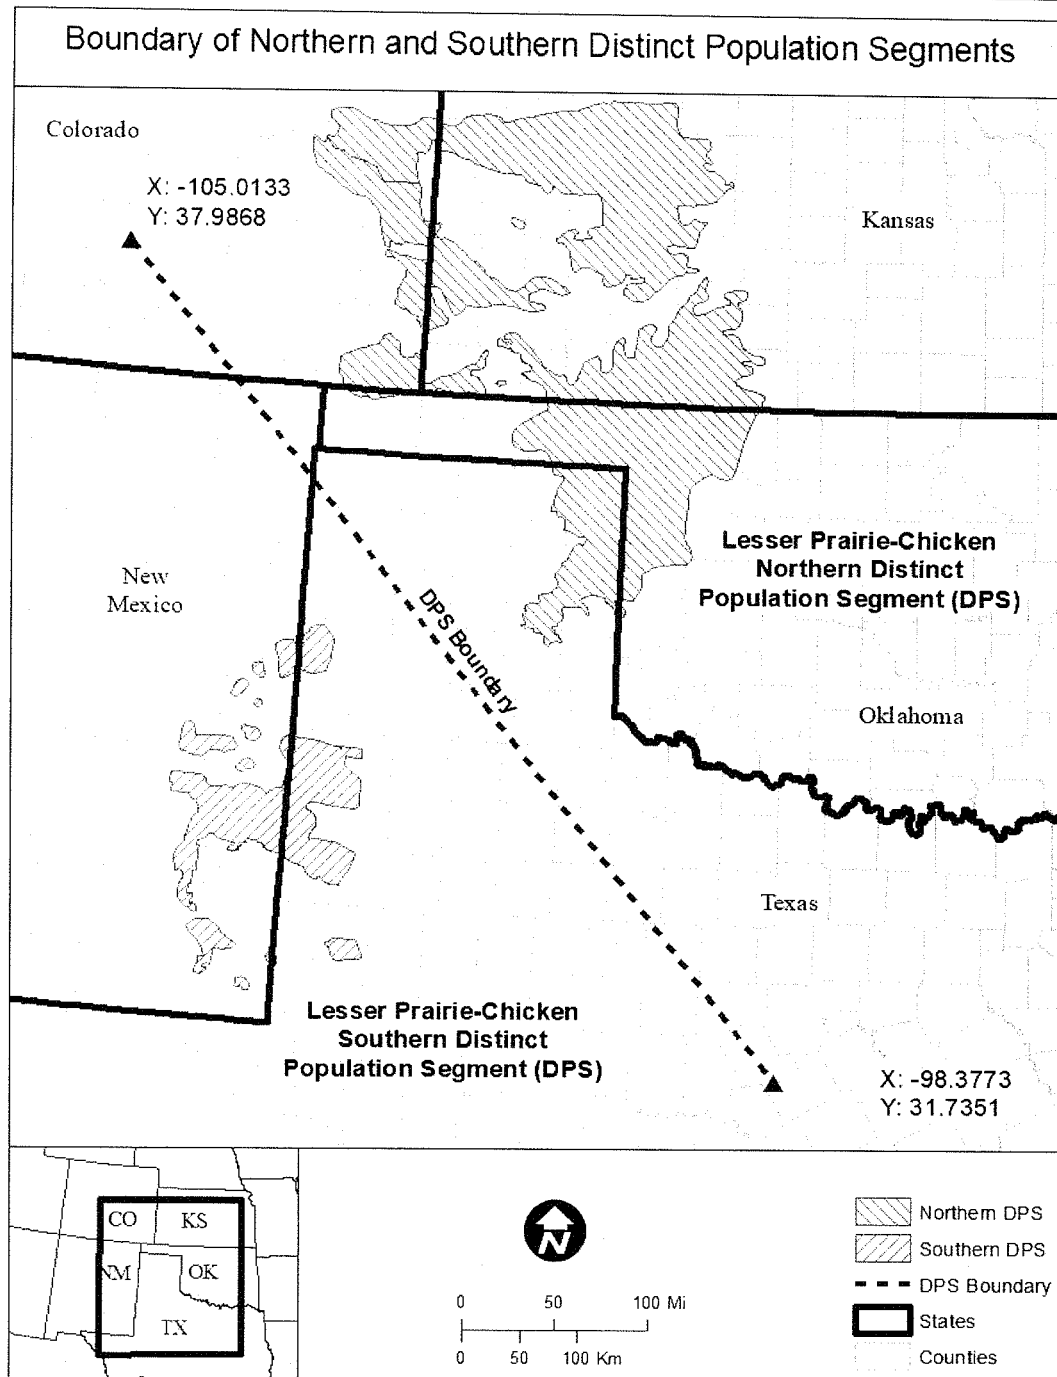 Boundary of Northern and Southern Distinct Population Segments
Colorado
X: -105.0133
Y: 37.9868
Kansas
New
Mexico
DPS Boundary
Lesser Prairie-Chicken
Northern Distinct
Population Segment (DPS)
Oklahoma
Texas
Lesser Prairie-Chicken
Southern Distinct
Population Segment (DPS)
X: -98.3773
Y: 31.7351
CO
KS
NM
OK
TX
N
0 50 100 Mi
0 50 100 Km
Northern DPS
Southern DPS
DPS Boundary
States
Counties